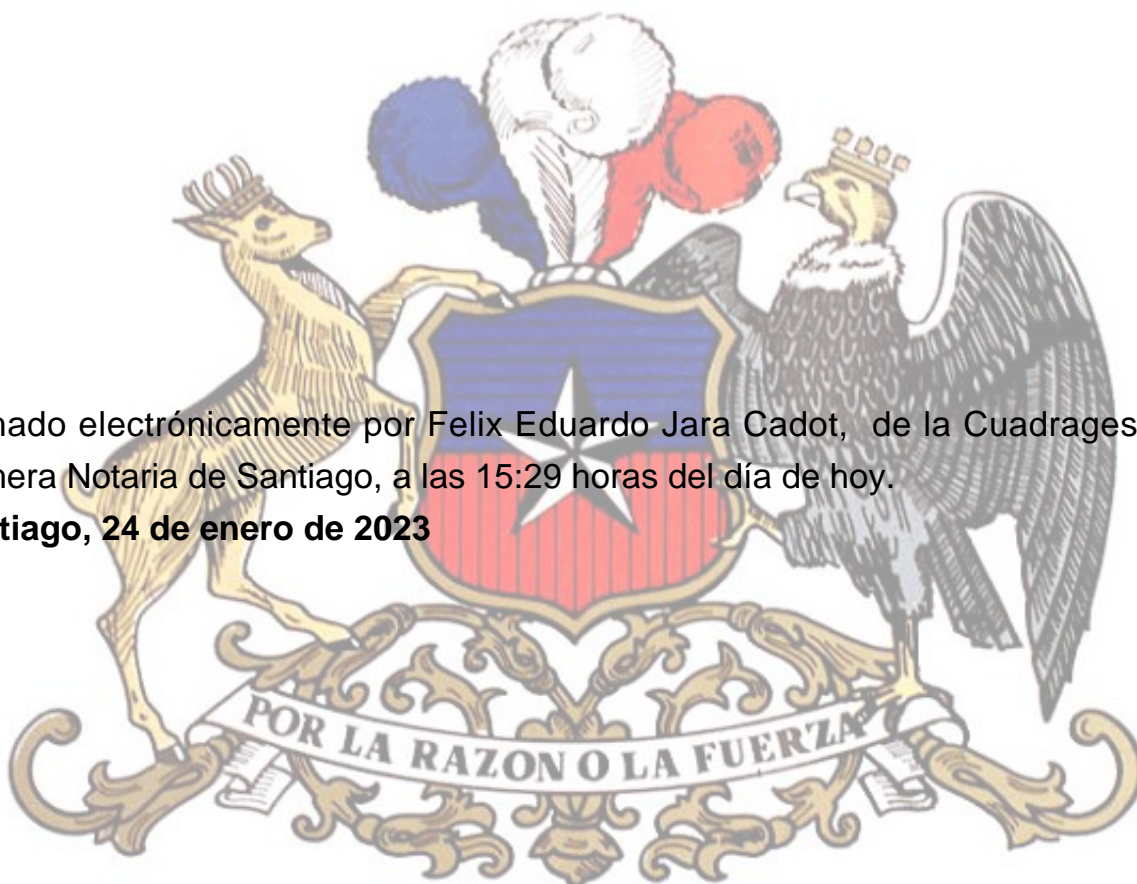 nado electrónicamente por Felix Eduardo Jara Cadot, de la Cuadrages
nera Notaria de Santiago, a las 15:29 horas del día de hoy.
tiago, 24 de enero de 2023
POR LA RAZON O LA FUERZA